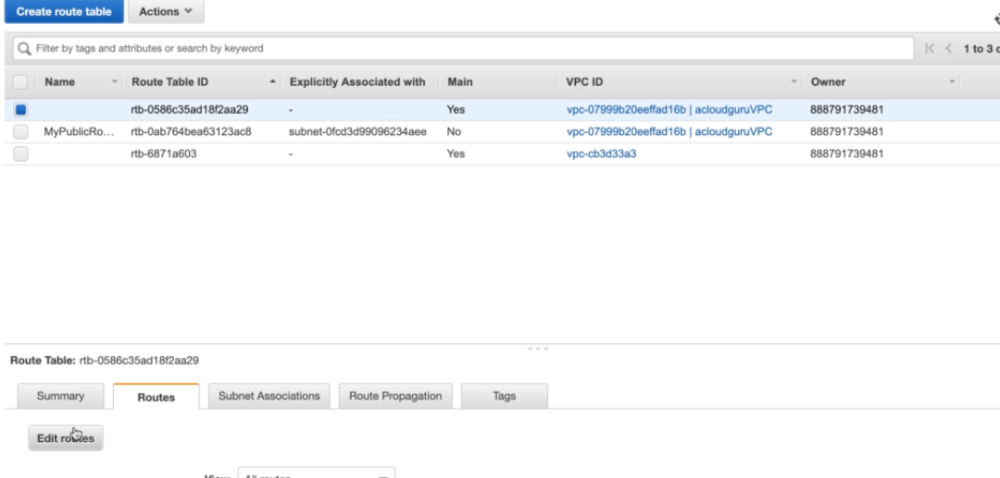 Create route table Actions
Filter by tags and attributes or search by keyword
1 to 3
Name Route Table ID Explicitly Associated with Main VPC ID Owner
rtb-0586c35ad18f2aa29 - Yes vpc-07999b20eeffad16b | acloudguruVPC 888791739481
MyPublicRo... rtb-0ab764bea63123ac8 subnet-0fcd3d99096234aee No vpc-07999b20eeffad16b | acloudguruVPC 888791739481
rtb-6871a603 - Yes vpc-cb3d33a3 888791739481
Route Table: rtb-0586c35ad18f2aa29
Summary Routes Subnet Associations Route Propagation Tags
Edit routes
View All routes